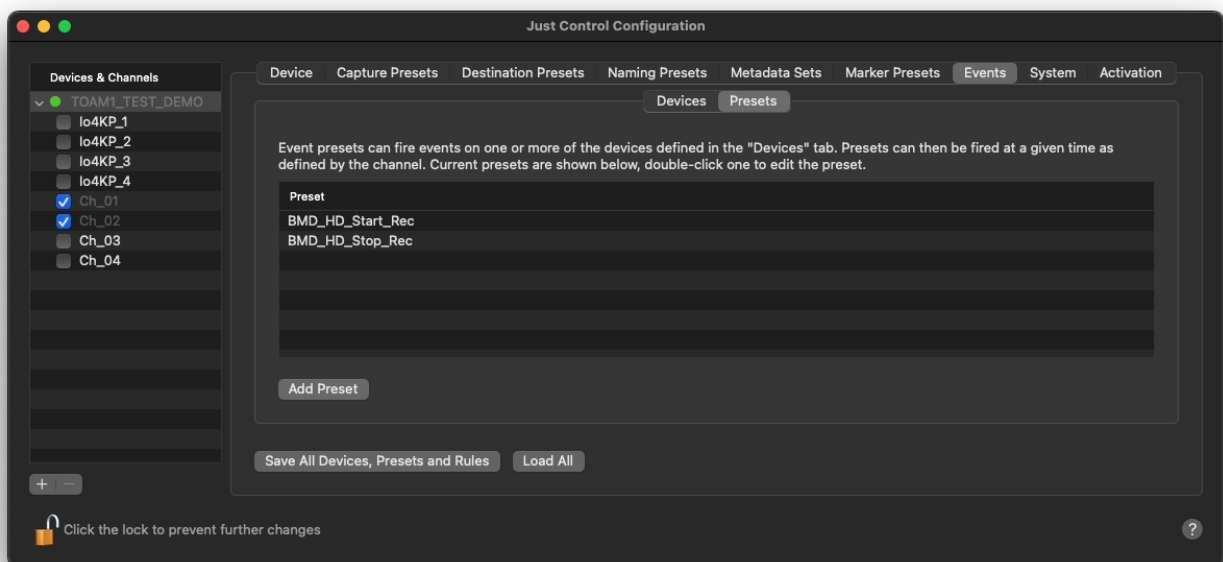 Just Control Configuration
Devices & Channels
TOAM1_TEST_DEMO
Io4KP_1
Io4KP_2
Io4KP_3
Io4KP_4
Ch_01
Ch_02
Ch_03
Ch_04
Device Capture Presets Destination Presets Naming Presets Metadata Sets Marker Presets Events System Activation
Devices Presets
Event presets can fire events on one or more of the devices defined in the "Devices" tab. Presets can then be fired at a given time as
defined by the channel. Current presets are shown below, double-click one to edit the preset.
Preset
BMD_HD_Start_Rec
BMD_HD_Stop_Rec
Add Preset
Save All Devices, Presets and Rules Load All
+ −
Click the lock to prevent further changes
?